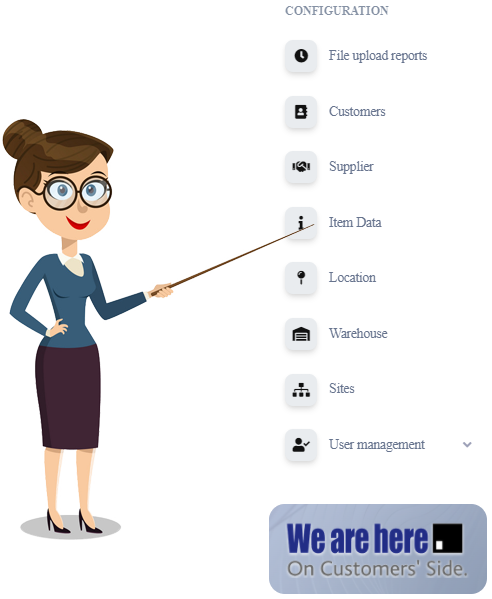 CONFIGURATION
File upload reports
Customers
Supplier
Item Data
Location
Warehouse
Sites
User management
We are here
On Customers' Side.